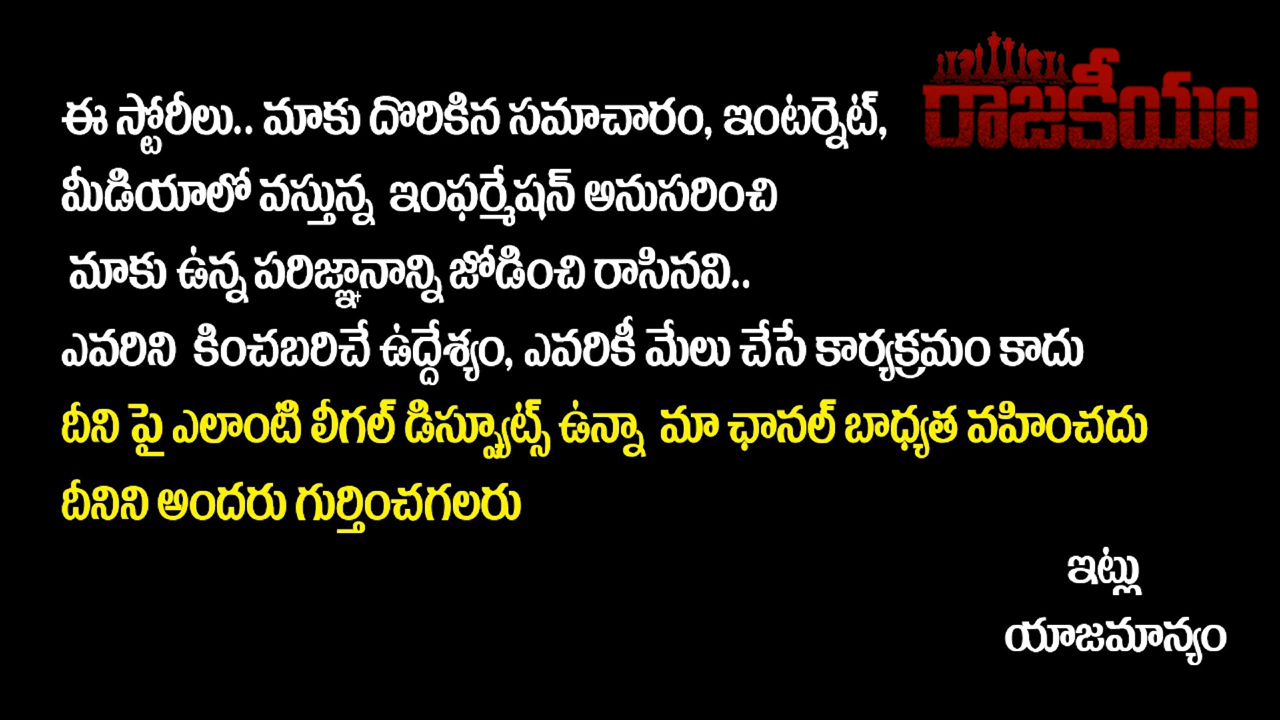 రాజకీయం
ఈ స్టోరీలు.. మాకు దొరికిన సమాచారం, ఇంటర్నెట్,
మీడియాలో వస్తున్న ఇంఫర్మేషన్ అనుసరించి
మాకు ఉన్న పరిజ్ఞానాన్ని జోడించి రాసినవి..
ఎవరిని కించబరిచే ఉద్దేశ్యం, ఎవరికీ మేలు చేసే కార్యక్రమం కాదు
దీని పై ఎలాంటి లీగల్ డిస్ప్యూట్స్ ఉన్నా మా ఛానల్ బాధ్యత వహించదు
దీనిని అందరు గుర్తించగలరు
ఇట్లు
యాజమాన్యం